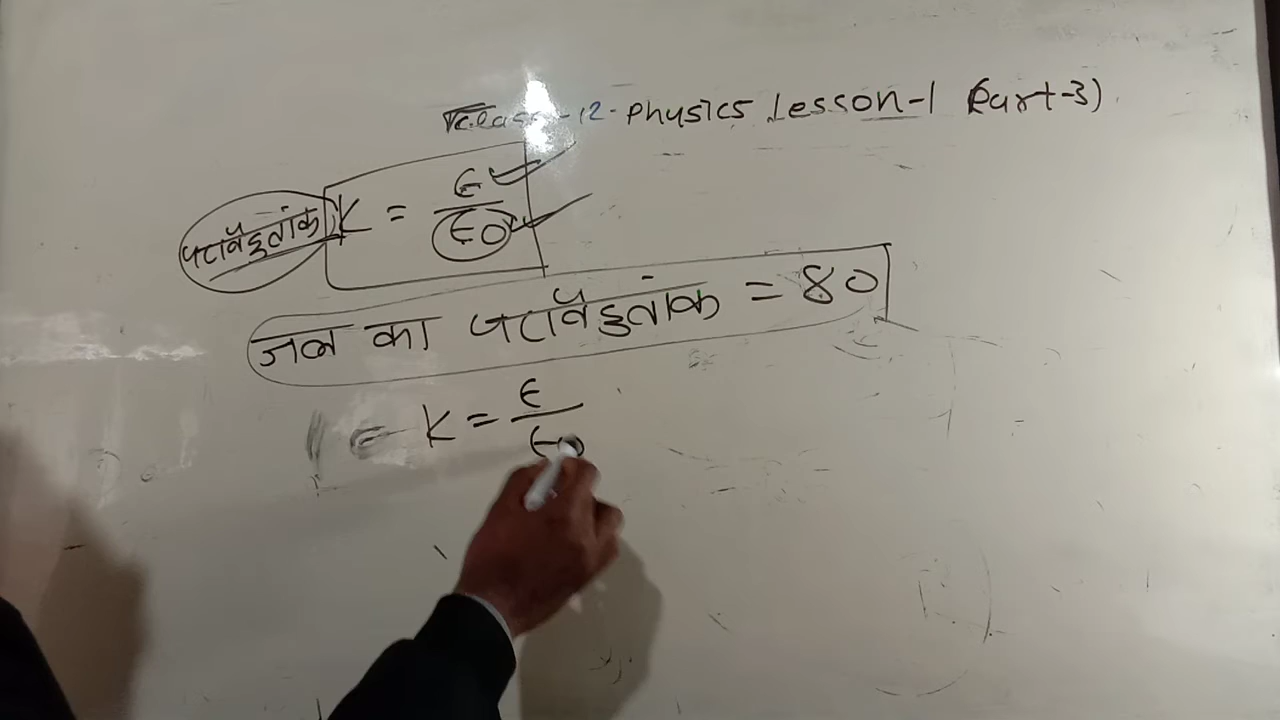 Class-12-Physics Lesson-1 (Part-3)
परावैद्युतांक K = ϵ/ϵ0
जल का परावैद्युतांक = 80
K = ϵ/ϵ0